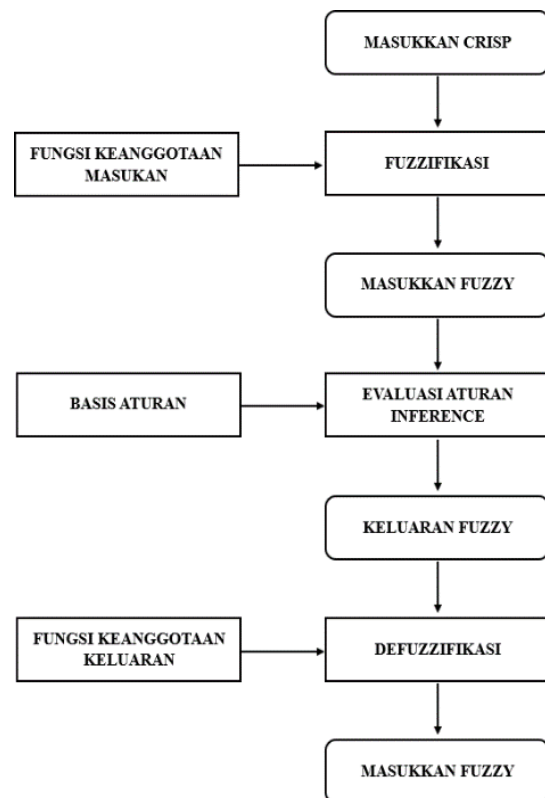 MASUKKAN CRISP
FUNGSI KEANGGOTAAN
MASUKAN
FUZZIFIKASI
MASUKKAN FUZZY
BASIS ATURAN
EVALUASI ATURAN
INFERENCE
KELUARAN FUZZY
FUNGSI KEANGGOTAAN
KELUARAN
DEFUZZIFIKASI
MASUKKAN FUZZY